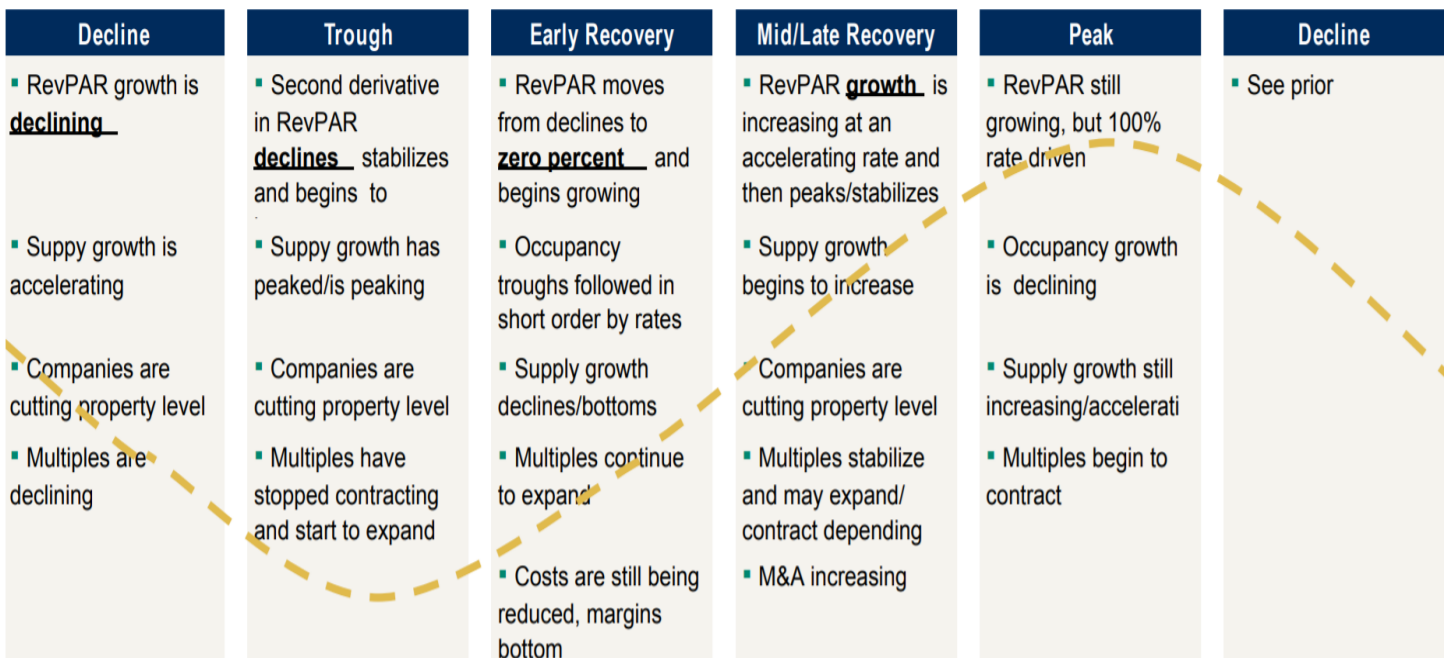 Decline
▪ RevPAR growth is
declining
▪ Suppy growth is
accelerating
▪ Companies are
cutting property level
▪ Multiples are
declining
Trough
▪ Second derivative
in RevPAR
declines stabilizes
and begins to
▪ Suppy growth has
peaked/is peaking
▪ Companies are
cutting property level
▪ Multiples have
stopped contracting
and start to expand
Early Recovery
▪ RevPAR moves
from declines to
zero percent and
begins growing
▪ Occupancy
troughs followed in
short order by rates
▪ Supply growth
declines/bottoms
▪ Multiples continue
to expand
▪ Costs are still being
reduced, margins
bottom
Mid/Late Recovery
▪ RevPAR growth is
increasing at an
accelerating rate and
then peaks/stabilizes
▪ Suppy growth
begins to increase
▪ Companies are
cutting property level
▪ Multiples stabilize
and may expand/
contract depending
▪ M&A increasing
Peak
▪ RevPAR still
growing, but 100%
rate driven
▪ Occupancy growth
is declining
▪ Supply growth still
increasing/accelerati
▪ Multiples begin to
contract
Decline
▪ See prior